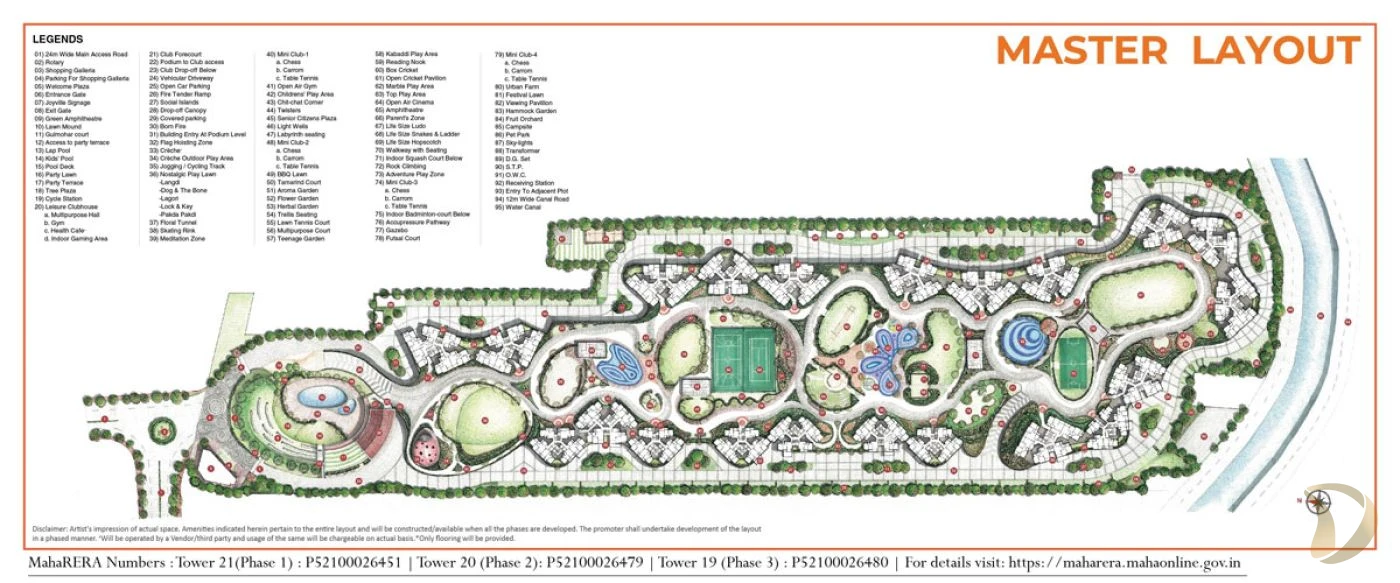 MASTER LAYOUT
LEGENDS
01) 24m Wide Main Access Road
02) Rotary
03) Shopping Galleria
04) Parking For Shopping Galleria
05) Welcome Plaza
06) Entrance Gate
07) Joyville Signage
08) Exit Gate
09) Green Amphitheatre
10) Lawn Mound
11) Gulmohar court
12) Access to party terrace
13) Lap Pool
14) Kids' Pool
15) Pool Deck
16) Party Lawn
17) Party Terrace
18) Tree Plaza
19) Cycle Station
20) Leisure Clubhouse
a. Multipurpose Hall
b. Gym
c. Health Cafe
d. Indoor Gaming Area
21) Club Forecourt
22) Podium to Club access
23) Club Drop-off Below
24) Vehicular Driveway
25) Open Car Parking
26) Fire Tender Ramp
27) Social Islands
28) Drop-off Canopy
29) Covered parking
30) Born Fire
31) Building Entry At Podium Level
32) Flag Hoisting Zone
33) Crèche
34) Crèche Outdoor Play Area
35) Jogging / Cycling Track
36) Nostalgic Play Lawn
-Langdi
-Dog & The Bone
-Lagori
-Lock & Key
-Pakda Pakdi
37) Floral Tunnel
38) Skating Rink
39) Meditation Zone
40) Mini Club-1
a. Chess
b. Carrom
c. Table Tennis
41) Open Air Gym
42) Childrens' Play Area
43) Chit-chat Corner
44) Twisters
45) Senior Citizens Plaza
46) Light Wells
47) Labyrinth seating
48) Mini Club-2
a. Chess
b. Carrom
c. Table Tennis
49) BBQ Lawn
50) Tamarind Court
51) Aroma Garden
52) Flower Garden
53) Herbal Garden
54) Trellis Seating
55) Lawn Tennis Court
56) Multipurpose Court
57) Teenage Garden
58) Kabaddi Play Area
59) Reading Nook
60) Box Cricket
61) Open Cricket Pavilion
62) Marble Play Area
63) Top Play Area
64) Open Air Cinema
65) Amphitheatre
66) Parent's Zone
67) Life Size Ludo
68) Life Size Snakes & Ladder
69) Life Size Hopscotch
70) Walkway with Seating
71) Indoor Squash Court Below
72) Rock Climbing
73) Adventure Play Zone
74) Mini Club-3
a. Chess
b. Carrom
c. Table Tennis
75) Indoor Badminton-court Below
76) Accupressure Pathway
77) Gazebo
78) Futsal Court
79) Mini Club-4
a. Chess
b. Carrom
c. Table Tennis
80) Urban Farm
81) Festival Lawn
82) Viewing Pavillion
83) Hammock Garden
84) Fruit Orchard
85) Campsite
86) Pet Park
87) Sky-lights
88) Transformer
89) D.G. Set
90) S.T.P.
91) O.W.C.
92) Receiving Station
93) Entry To Adjacent Plot
94) 12m Wide Canal Road
95) Water Canal
N
Disclaimer: Artist's impression of actual space. Amenities indicated herein pertain to the entire layout and will be constructed/available when all the phases are developed. The promoter shall undertake development of the layout
in a phased manner. *Will be operated by a Vendor/third party and usage of the same will be chargeable on actual basis.**Only flooring will be provided.
MahaRERA Numbers : Tower 21(Phase 1) : P52100026451 | Tower 20 (Phase 2): P52100026479 | Tower 19 (Phase 3) : P52100026480 | For details visit: https://maharera.mahaonline.gov.in